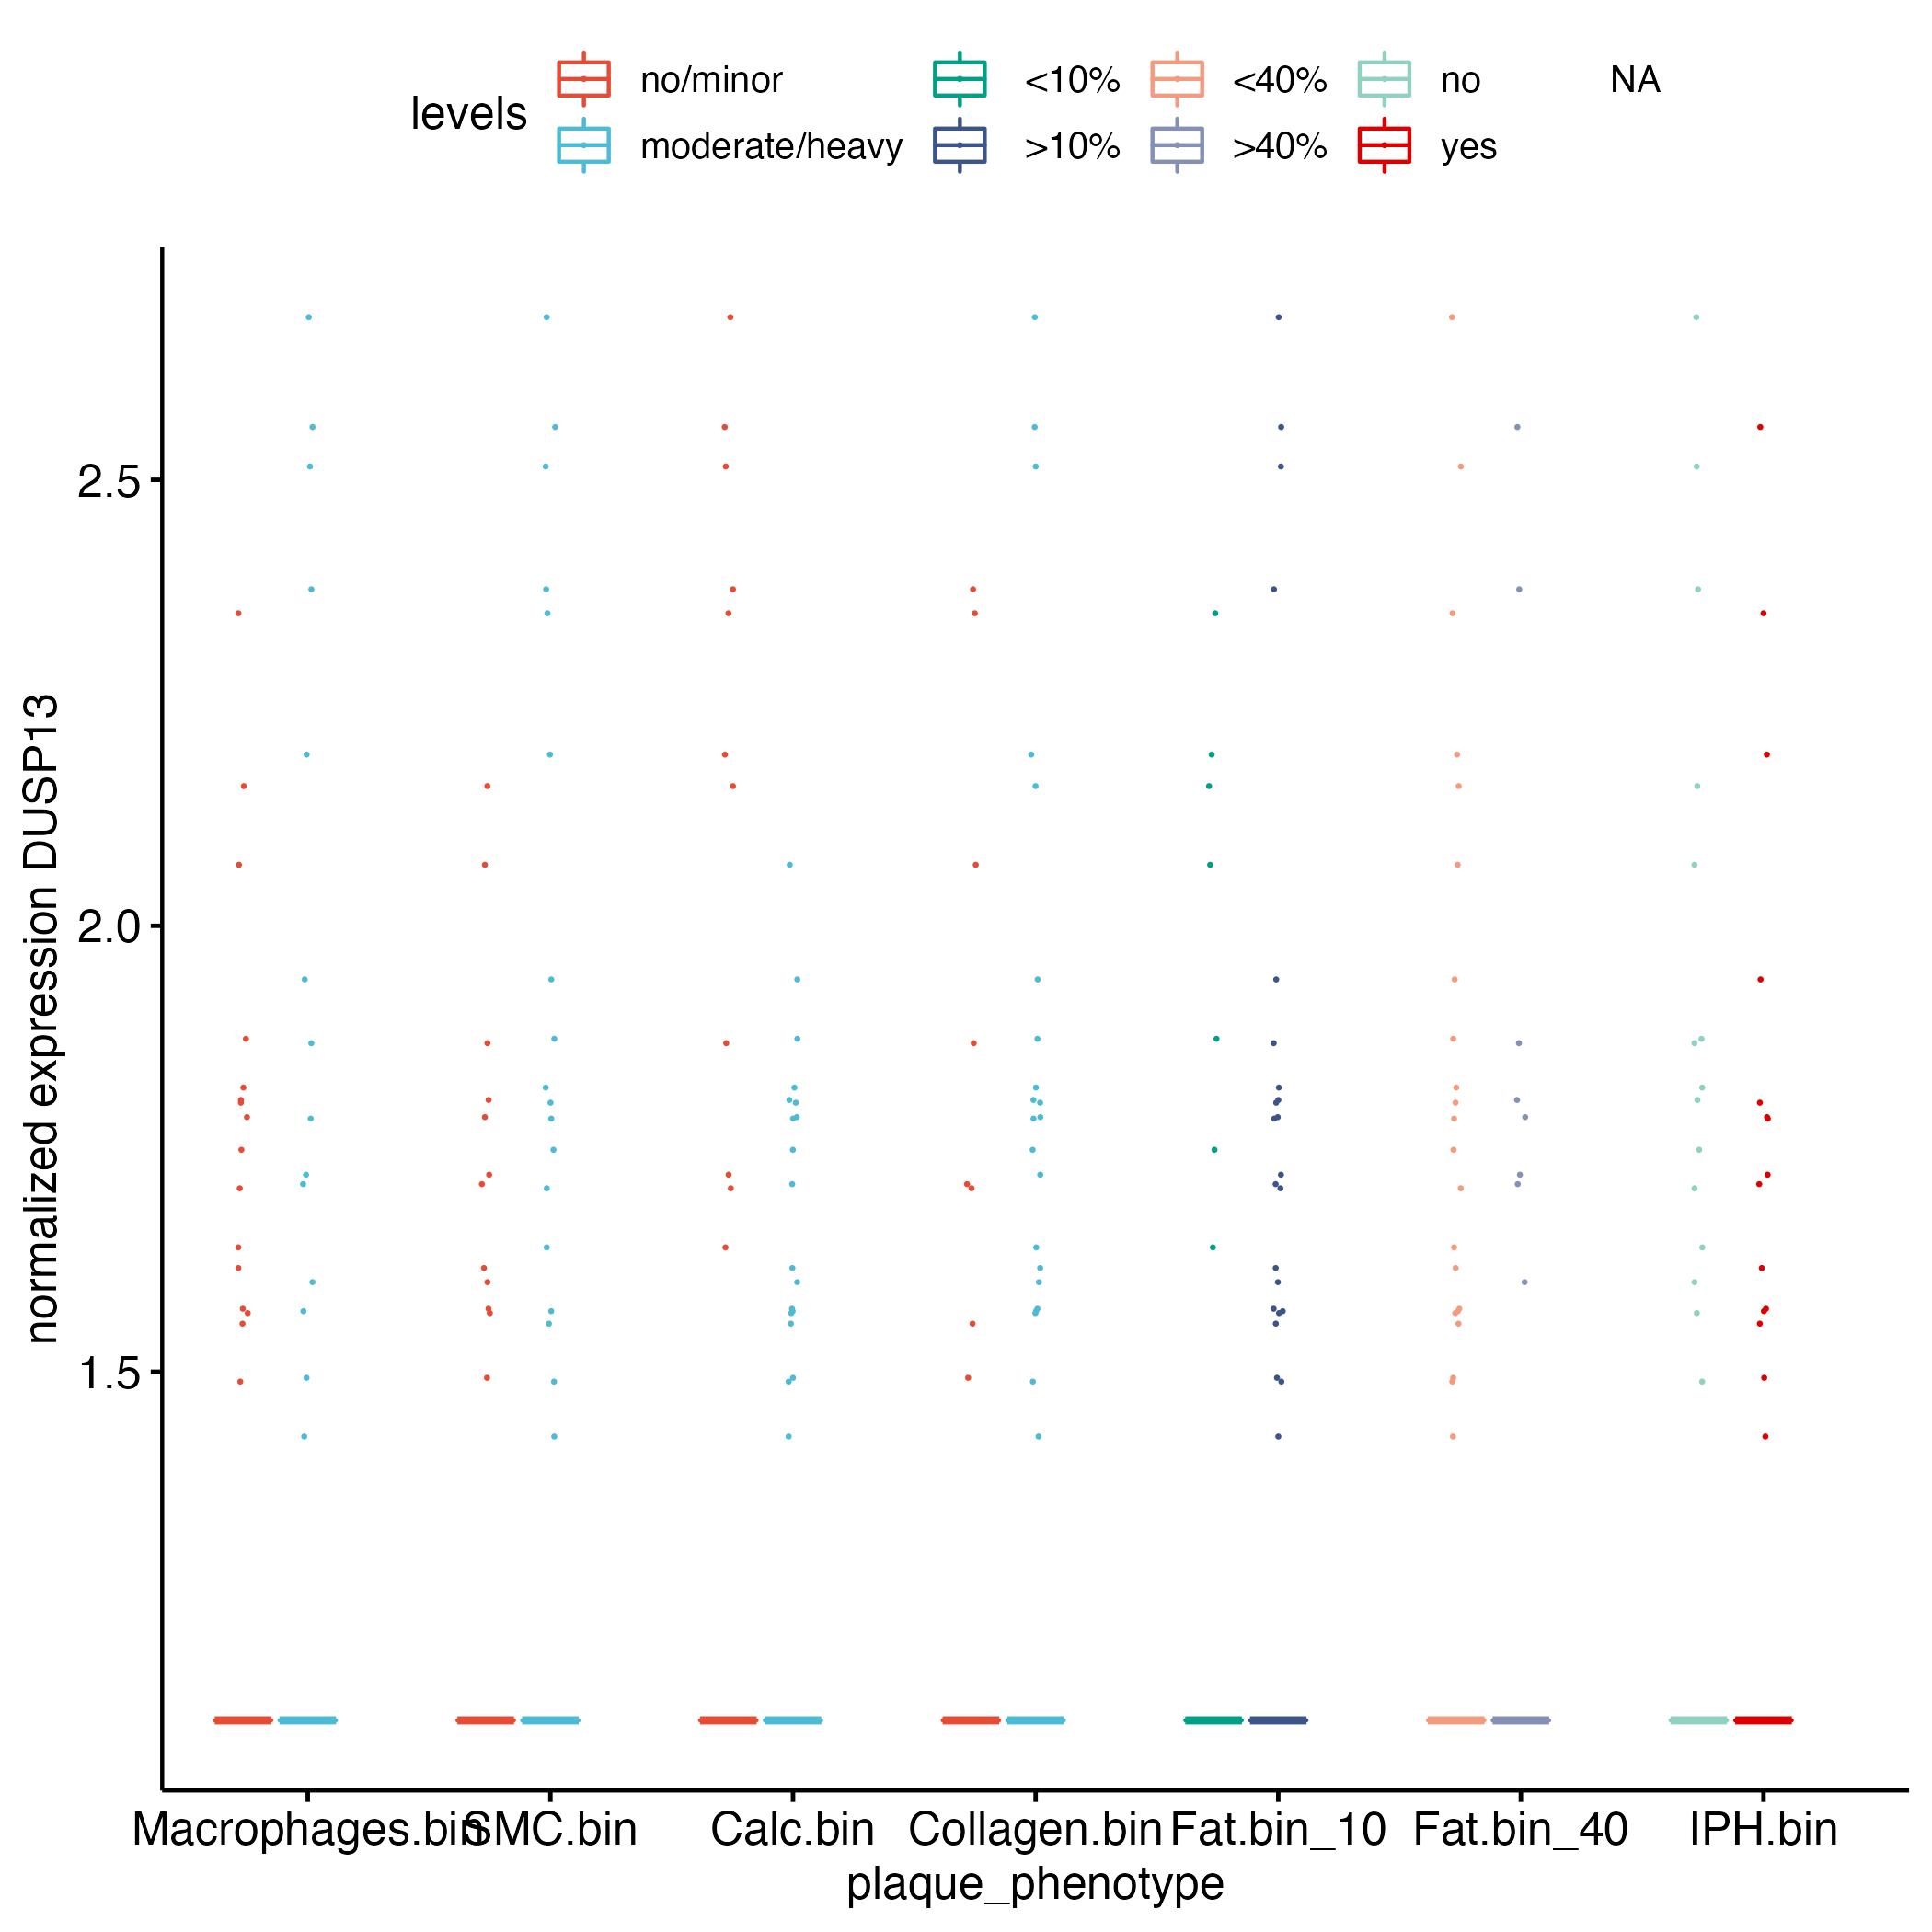 levels
no/minor <10% <40% no NA
moderate/heavy >10% >40% yes
normalized expression DUSP13
2.5
2.0
1.5
Macrophages.bin SMC.bin Calc.bin Collagen.bin Fat.bin_10 Fat.bin_40 IPH.bin
plaque_phenotype